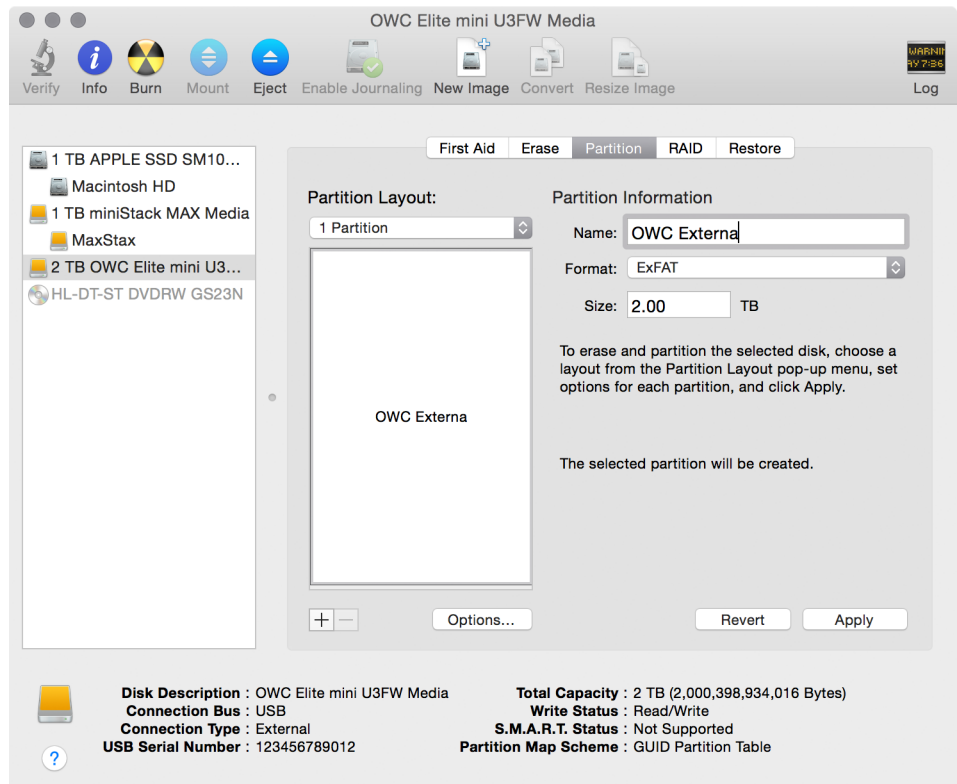 OWC Elite mini U3FW Media
Verify Info Burn Mount Eject Enable Journaling New Image Convert Resize Image Log
WARNIN
AY 7:36
First Aid Erase Partition RAID Restore
1 TB APPLE SSD SM10...
Macintosh HD
1 TB miniStack MAX Media
MaxStax
2 TB OWC Elite mini U3...
HL-DT-ST DVDRW GS23N
Partition Layout:
1 Partition
OWC Externa
Options...
Partition Information
Name: OWC Externa
Format: ExFAT
Size: 2.00 TB
To erase and partition the selected disk, choose a
layout from the Partition Layout pop-up menu, set
options for each partition, and click Apply.
The selected partition will be created.
Revert Apply
Disk Description : OWC Elite mini U3FW Media
Connection Bus : USB
Connection Type : External
USB Serial Number : 123456789012
Total Capacity : 2 TB (2,000,398,934,016 Bytes)
Write Status : Read/Write
S.M.A.R.T. Status : Not Supported
Partition Map Scheme : GUID Partition Table
?